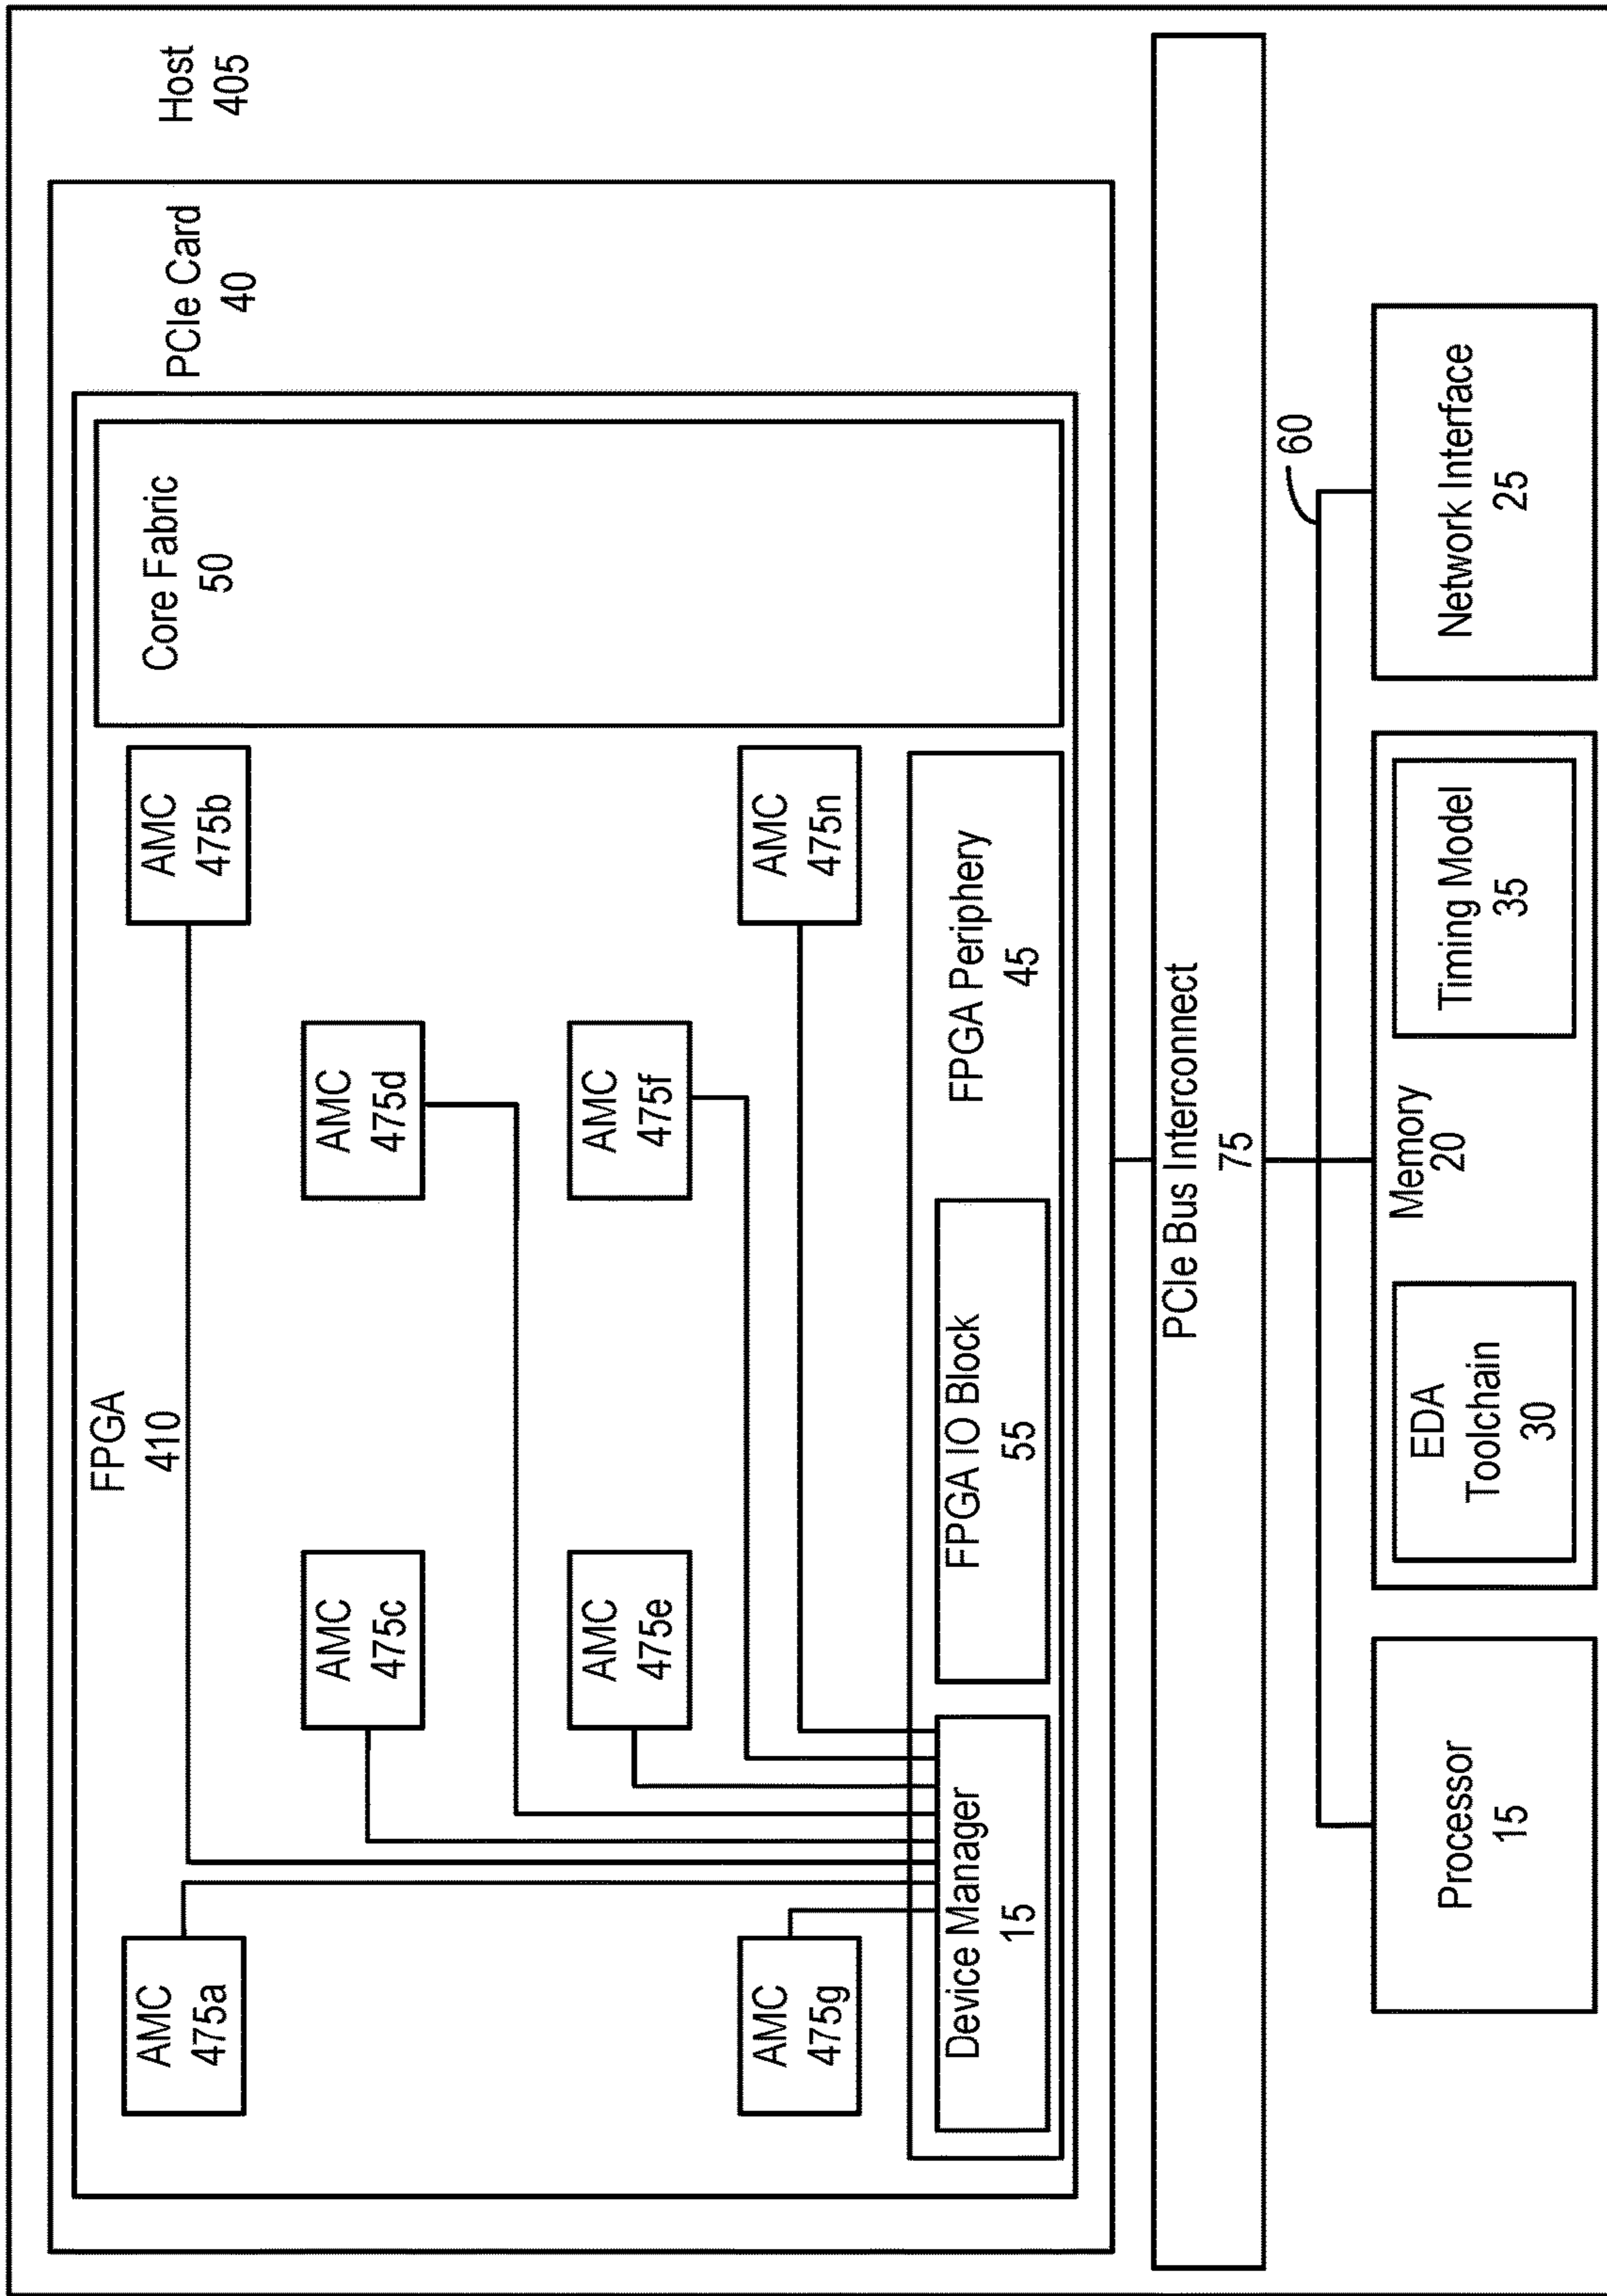 Host
405
PCIe Card
40
FPGA
410
Core Fabric
50
AMC
475a
AMC
475b
AMC
475c
AMC
475d
AMC
475e
AMC
475f
AMC
475g
AMC
475n
FPGA Periphery
45
Device Manager
15
FPGA IO Block
55
PCIe Bus Interconnect
75
60
Processor
15
Memory
20
EDA
Toolchain
30
Timing Model
35
Network Interface
25